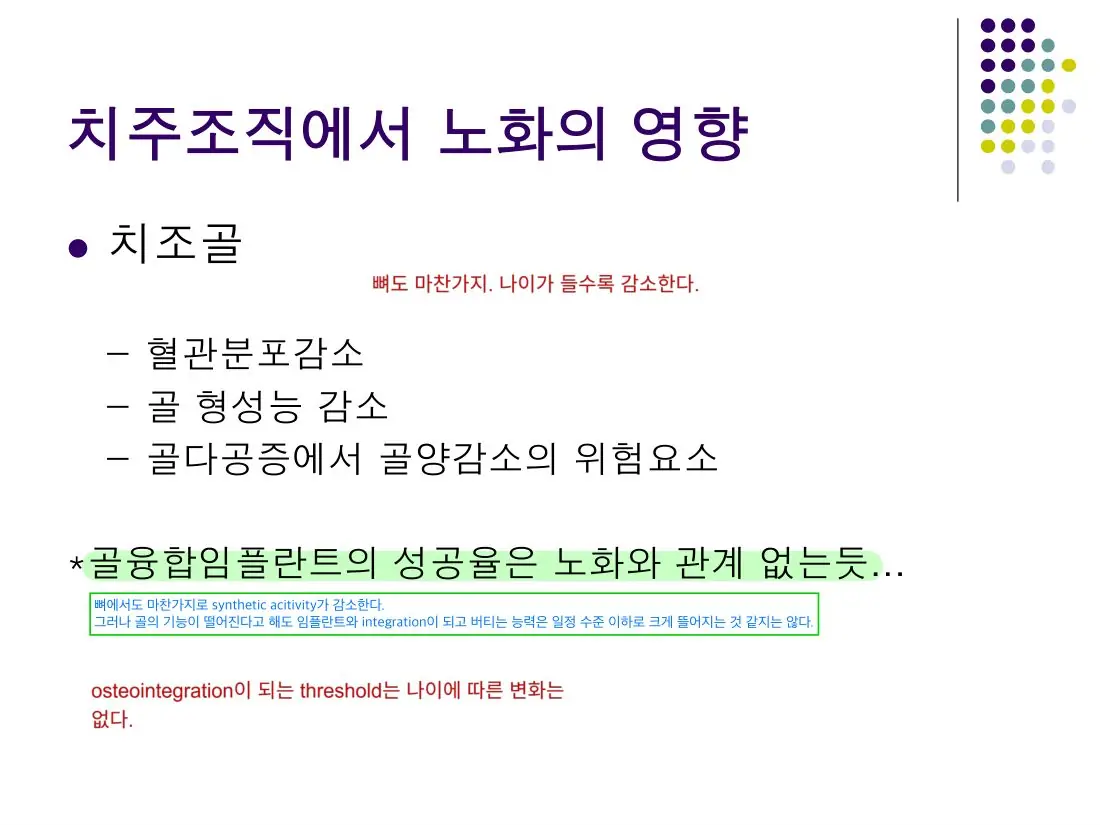 치주조직에서 노화의 영향
● 치조골
뼈도 마찬가지. 나이가 들수록 감소한다.
– 혈관분포감소
– 골 형성능 감소
– 골다공증에서 골양감소의 위험요소
*골융합임플란트의 성공율은 노화와 관계 없는듯…
뼈에서도 마찬가지로 synthetic acitivity가 감소한다.
그러나 골의 기능이 떨어진다고 해도 임플란트와 integration이 되고 버티는 능력은 일정 수준 이하로 크게 뜰어지는 것 같지는 않다.
osteointegration이 되는 threshold는 나이에 따른 변화는
없다.